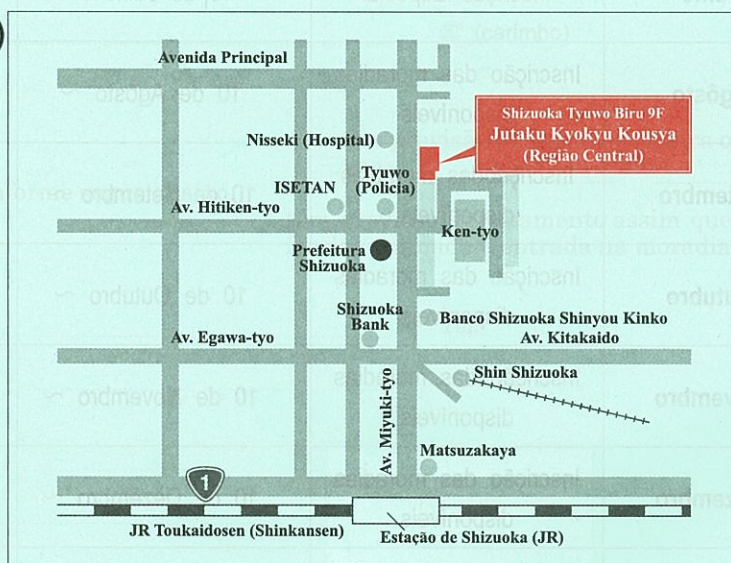 Avenida Principal
Shizuoka Tyuwo Biru 9F
Jutaku Kyokyu Kousya
(Região Central)
Nisseki (Hospital)
Tyuwo
(Policia)
ISETAN
Av. Hitiken-tyo
Ken-tyo
Prefeitura
Shizuoka
Shizuoka
Bank
Banco Shizuoka Shinyou Kinko
Av. Egawa-tyo
Av. Kitakaido
Shin Shizuoka
Av. Miyuki-tyo
Matsuzakaya
1
JR Toukaidosen (Shinkansen)
Estação de Shizuoka (JR)